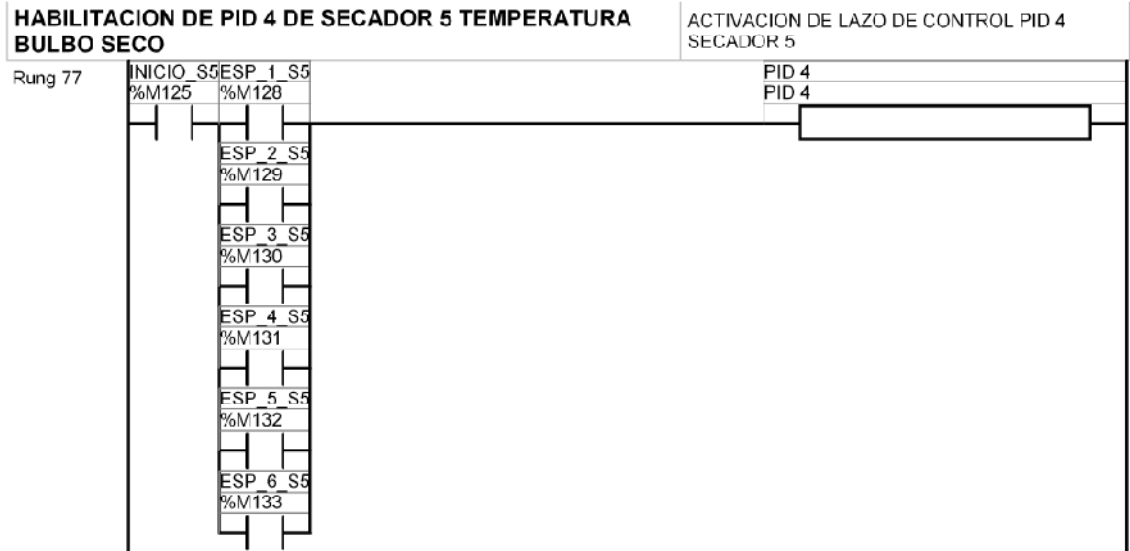 HABILITACION DE PID 4 DE SECADOR 5 TEMPERATURA
BULBO SECO
ACTIVACION DE LAZO DE CONTROL PID 4
SECADOR 5
Rung 77
INICIO_S5
%M125
ESP_1_S5
%M128
PID 4
PID 4
ESP_2_S5
%M129
ESP_3_S5
%M130
ESP_4_S5
%M131
ESP_5_S5
%M132
ESP_6_S5
%M133